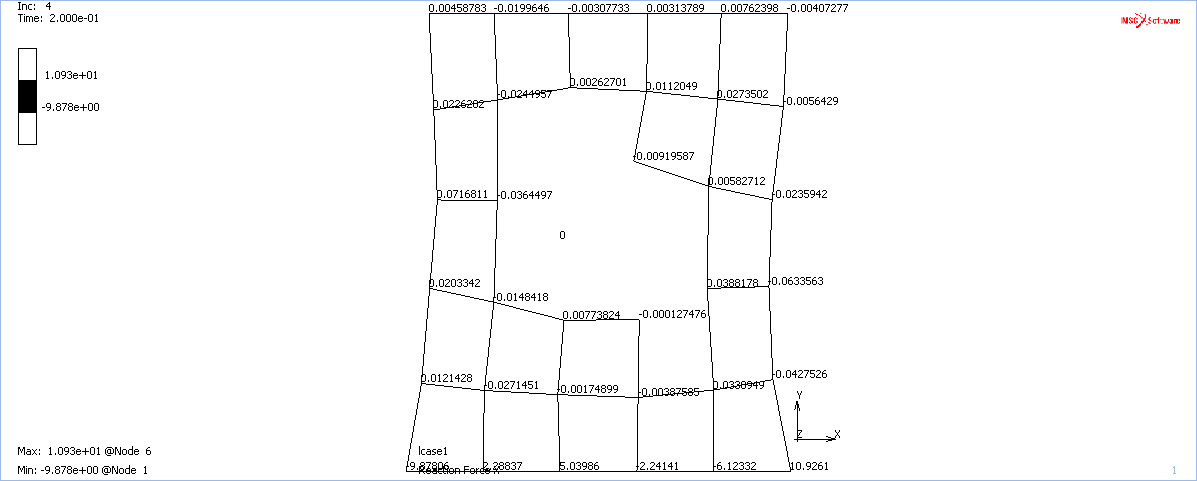 Inc: 4
Time: 2.000e-01
MSC Software
1.093e+01
-9.878e+00
0.00458783 -0.0199646 -0.00307733 0.00313789 0.00762398 -0.00407277
0.0226202 -0.0244957 0.00262701 0.0112049 0.0273502 -0.0056429
-0.00919587
0.00582712
0.0716811 -0.0364497 -0.0235942
0
0.0203342 -0.0148418 0.0388178 -0.0633563
0.00773824 -0.000127476
0.0121428 -0.0271451 -0.00174899 -0.00387585 0.0330949 -0.0427526
Y
Z X
lcase1
-9.87806 2.28837 5.03986 -2.24141 -6.12332 10.9261
Reaction Force X
Max: 1.093e+01 @Node 6
Min: -9.878e+00 @Node 1
1